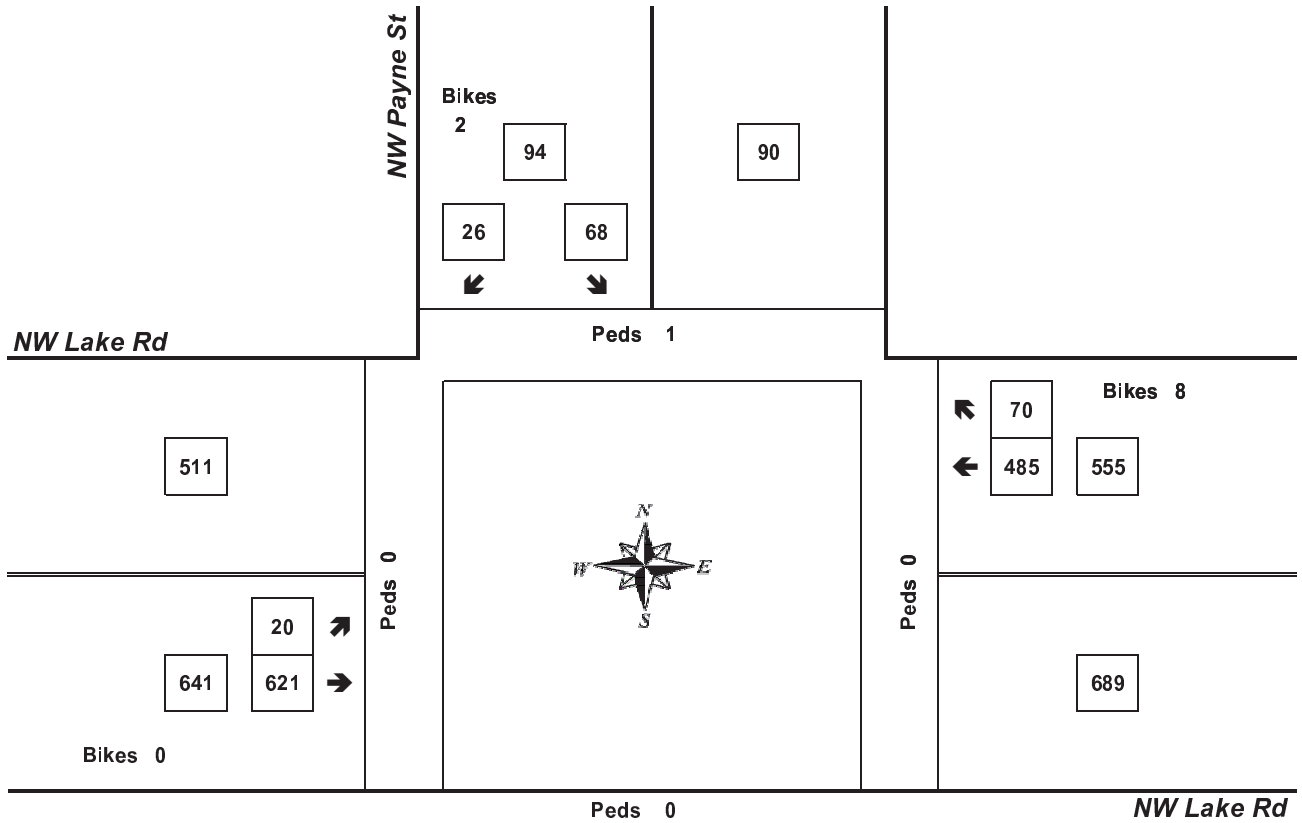 NW Payne St
Bikes
2
94
90
26
68
Peds 1
NW Lake Rd
Bikes 8
70
511
485
555
N
W
E
S
Peds 0
Peds 0
20
641
621
689
Bikes 0
Peds 0
NW Lake Rd